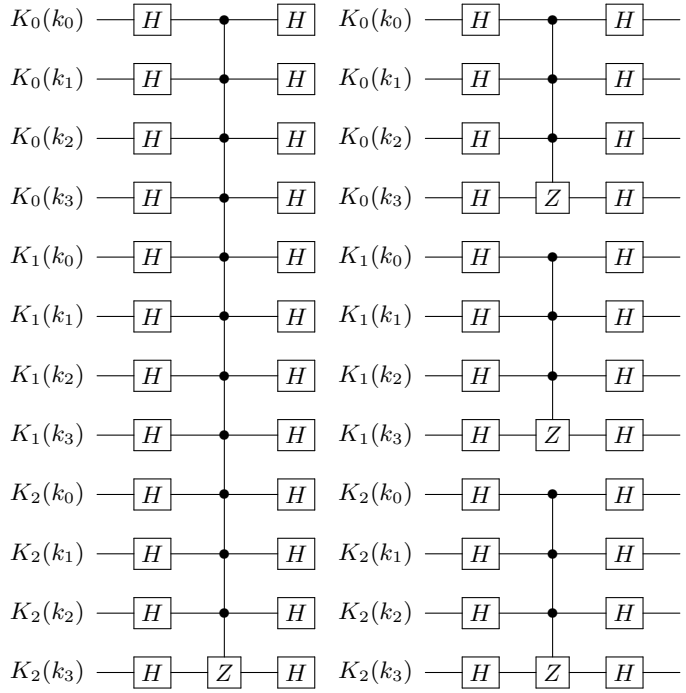 K₀(k₀) H H K₀(k₀) H H
K₀(k₁) H H K₀(k₁) H H
K₀(k₂) H H K₀(k₂) H H
K₀(k₃) H H K₀(k₃) H Z H
K₁(k₀) H H K₁(k₀) H H
K₁(k₁) H H K₁(k₁) H H
K₁(k₂) H H K₁(k₂) H H
K₁(k₃) H H K₁(k₃) H Z H
K₂(k₀) H H K₂(k₀) H H
K₂(k₁) H H K₂(k₁) H H
K₂(k₂) H H K₂(k₂) H H
K₂(k₃) H Z H K₂(k₃) H Z H